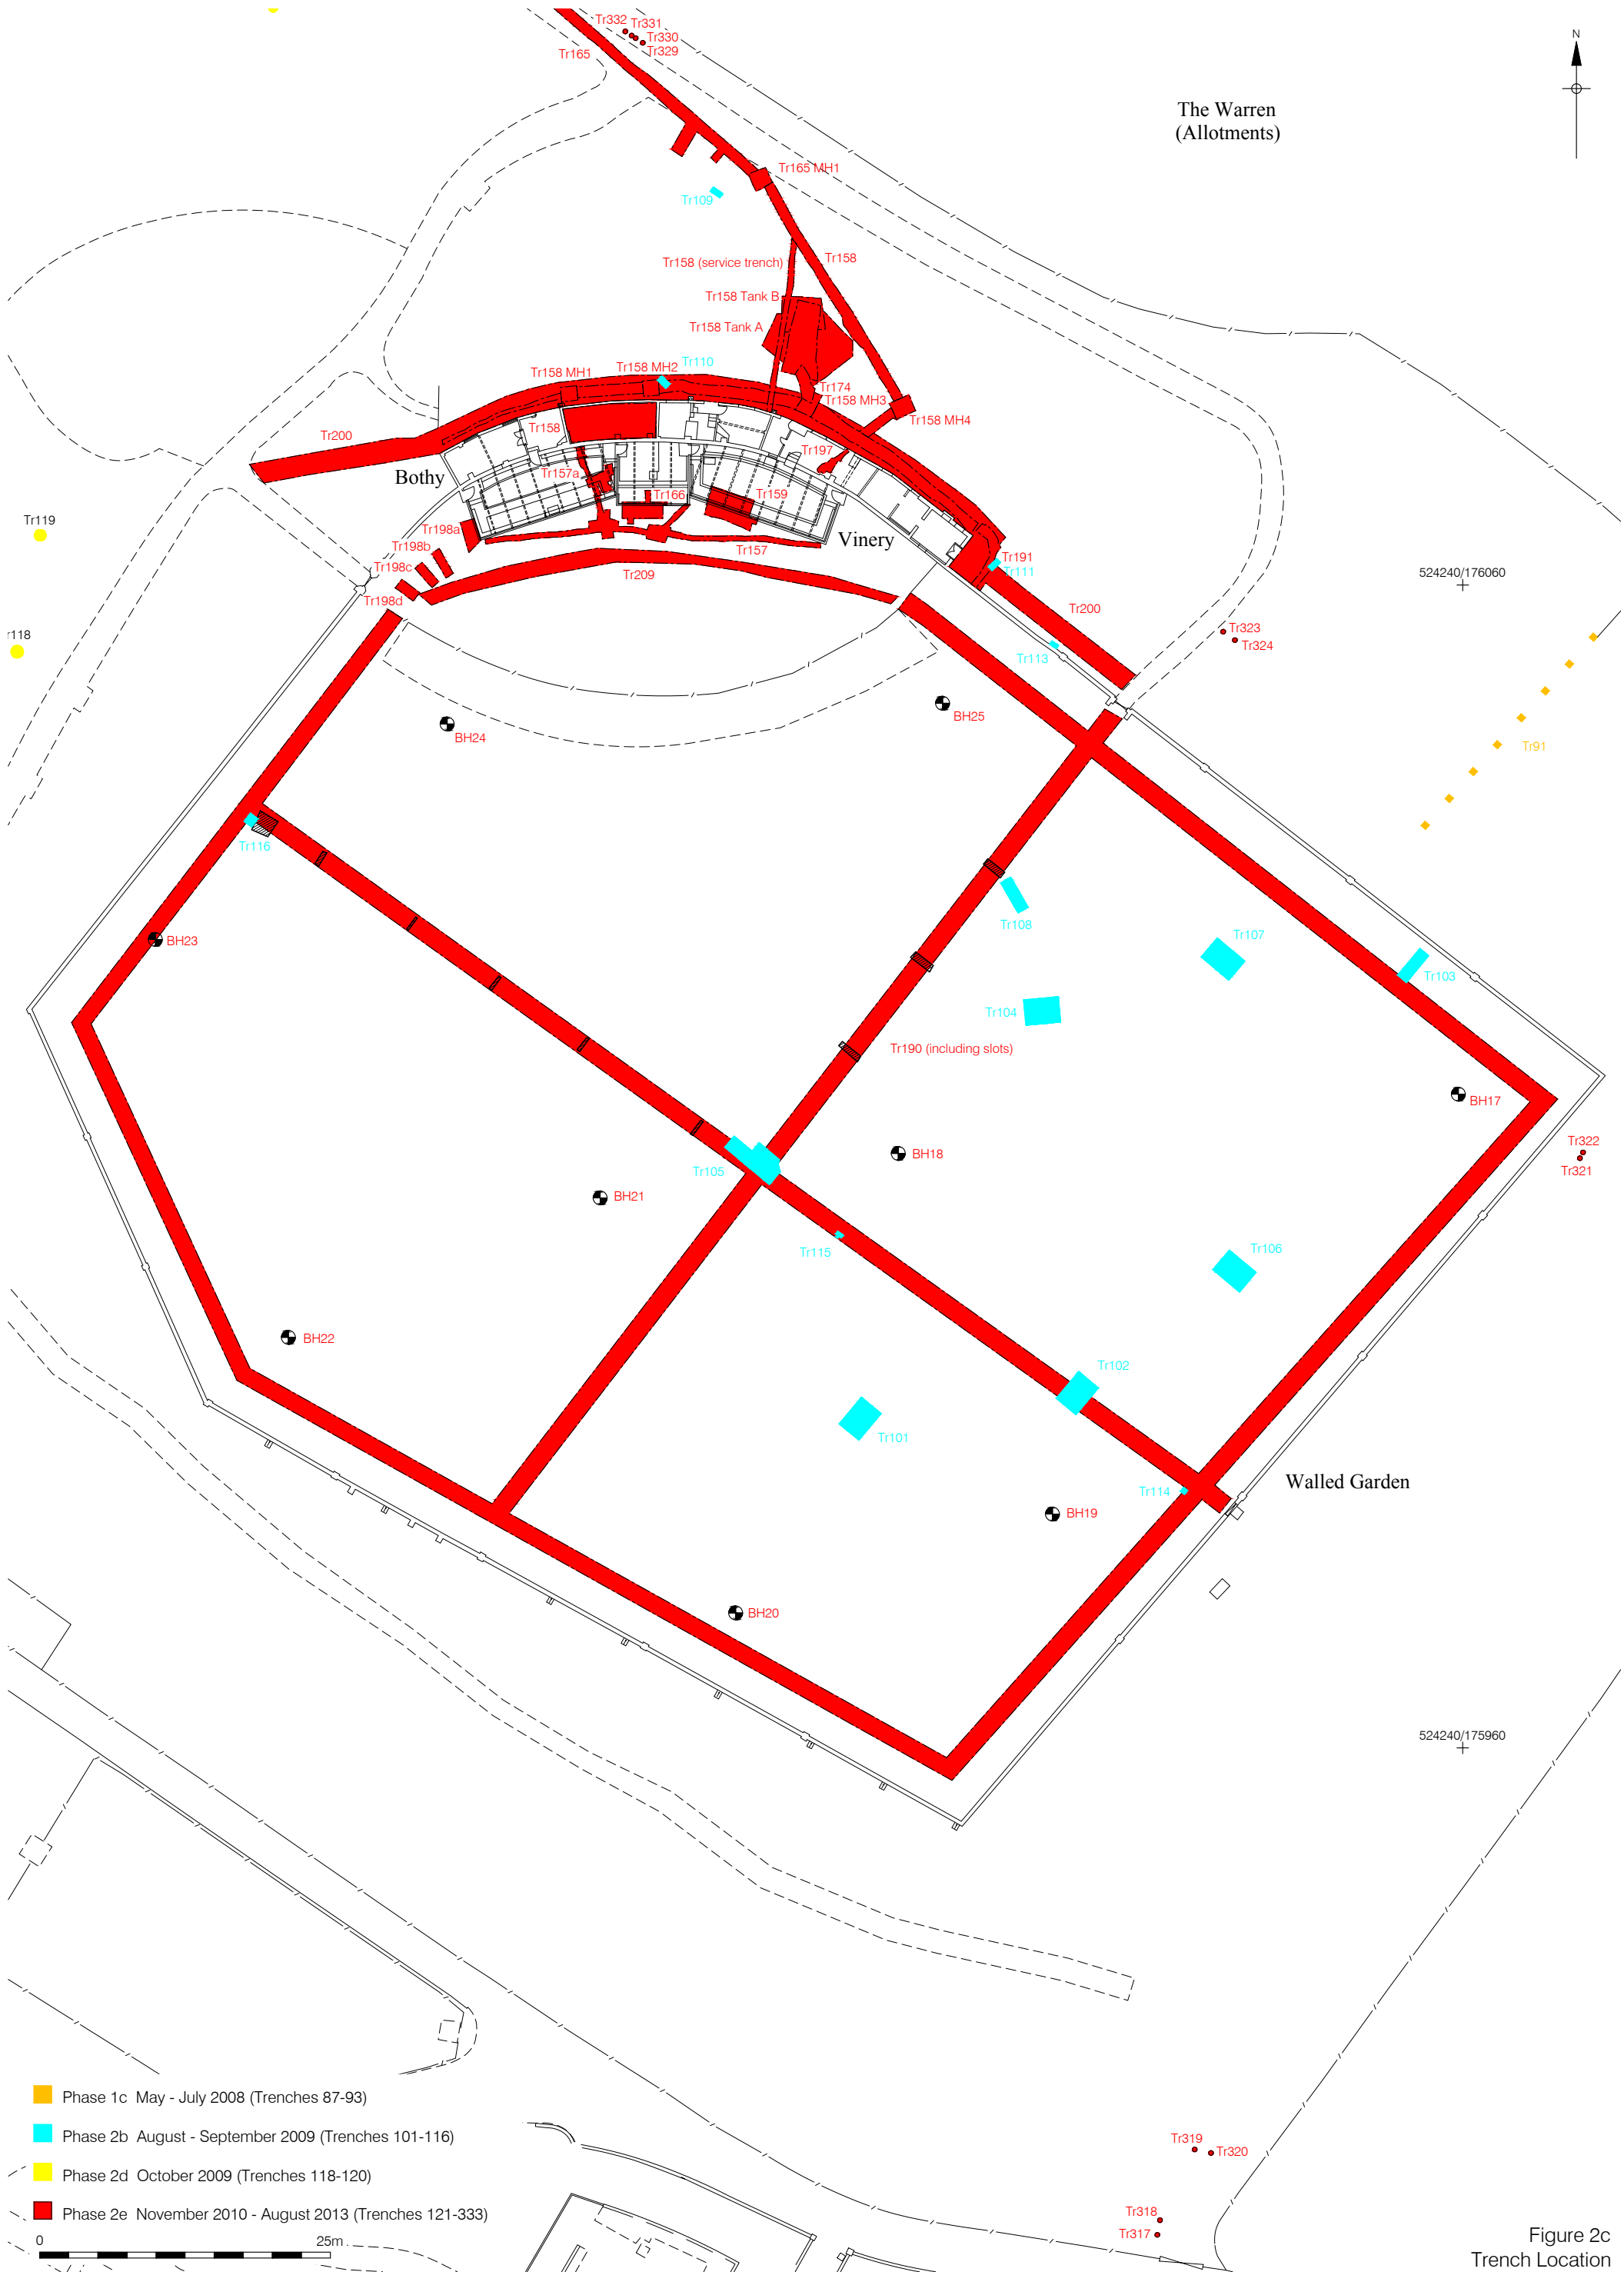 Tr332
Tr331
Tr330
Tr329
Tr165
N
The Warren
(Allotments)
Tr165 MH1
Tr109
Tr158 (service trench)
Tr158
Tr158 Tank B
Tr158 Tank A
Tr158 MH1
Tr158 MH2
Tr110
Tr174
Tr158 MH3
Tr158 MH4
Tr200
Tr158
Tr197
Bothy
Tr157a
Tr166
Tr159
Tr119
Tr198a
Vinery
Tr198b
Tr157
Tr191
Tr111
Tr198c
Tr209
524240/176060
Tr198d
Tr200
Tr323
Tr324
r118
Tr113
BH24
BH25
Tr91
Tr116
Tr108
BH23
Tr107
Tr103
Tr104
Tr190 (including slots)
BH17
Tr322
Tr321
BH18
Tr105
BH21
Tr115
Tr106
BH22
Tr102
Tr101
Walled Garden
Tr114
BH19
BH20
524240/175960
Phase 1c May - July 2008 (Trenches 87-93)
Phase 2b August - September 2009 (Trenches 101-116)
Phase 2d October 2009 (Trenches 118-120)
Phase 2e November 2010 - August 2013 (Trenches 121-333)
0 25m
Tr319
Tr320
Tr318
Tr317
Figure 2c
Trench Location